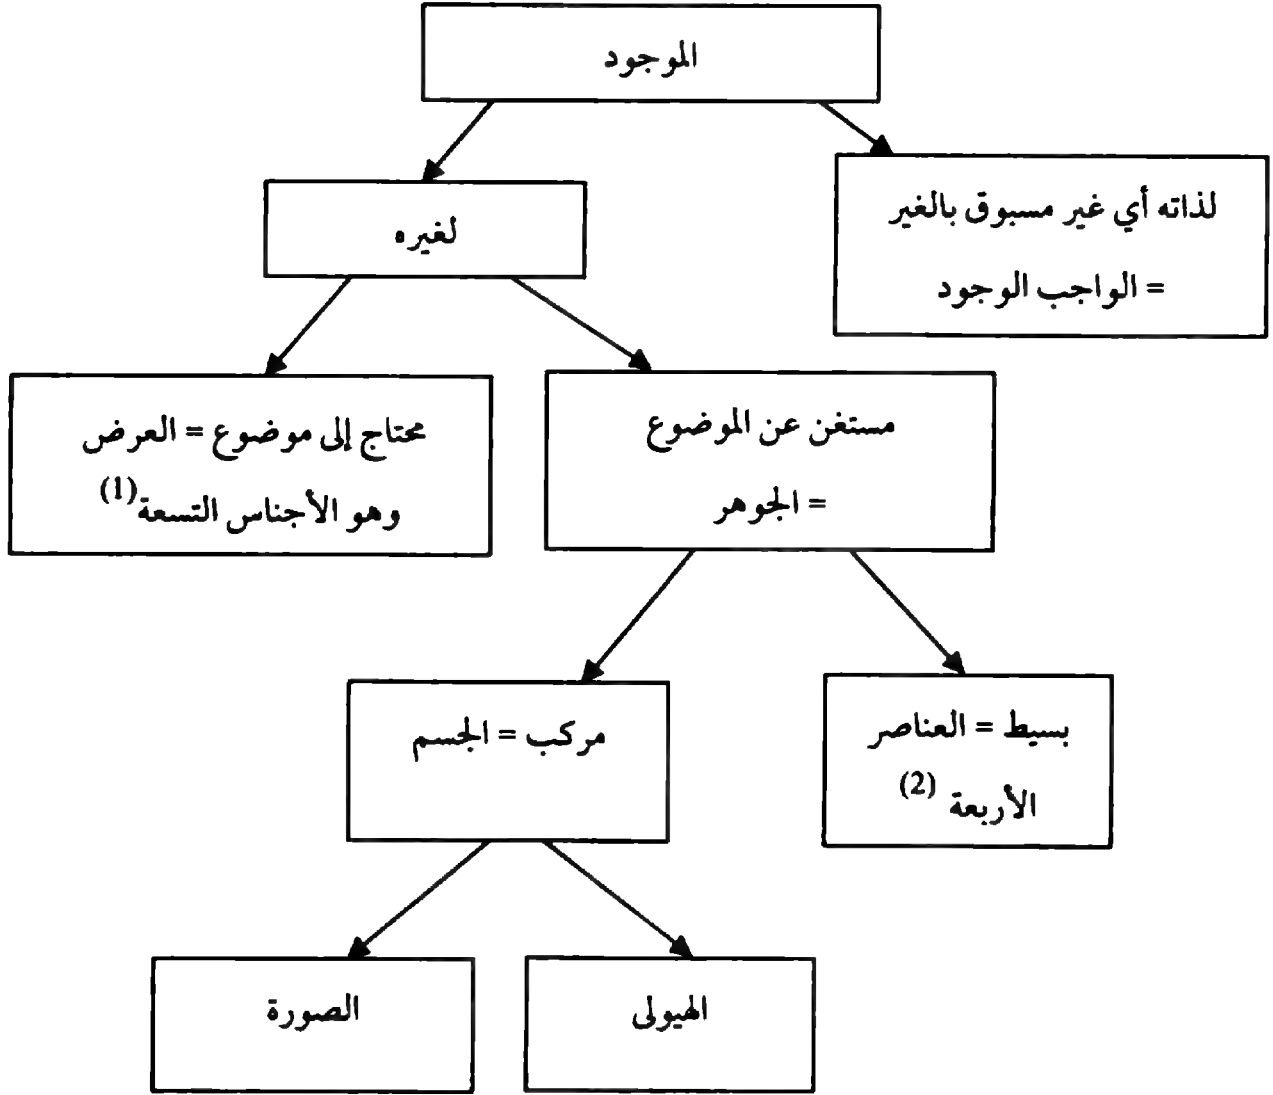 الموجود
لذاته أي غير مسبوق بالغير
= الواجب الوجود
لغيره
مستغن عن الموضوع
= الجوهر
محتاج إلى موضوع = العرض
وهو الأجناس التسعة(1)
بسيط = العناصر
الأربعة (2)
مركب = الجسم
الهيولى
الصورة